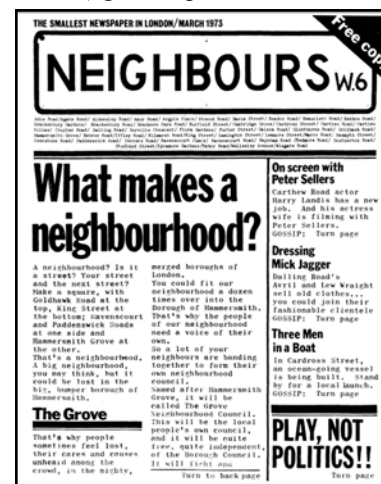 THE SMALLEST NEWSPAPER IN LONDON/MARCH 1973
Free copy
NEIGHBOURS W.6
What makes a
neighbourhood?
A neighbourhood? Is it
a street? Your street
and the next street?
Make a square, with
Goldhawk Road at the
top, King Street at
the bottom; Ravenscourt
and Paddenswick Roads
at one side and
Hammersmith Grove at
the other.
That's a neighbourhood.
A big neighbourhood,
you may think, but it
could be lost in the
big, bumper borough of
Hammersmith.
The Grove
That's why people
sometimes feel lost,
their cares and causes
unheard among the
crowd, in the mighty,
merged boroughs of
London.
You could fit our
neighbourhood a dozen
times over into the
Borough of Hammersmith.
That's why the people
of our neighbourhood
need a voice of their
own.
So a lot of your
neighbours are banding
together to form their
own neighbourhood
council.
Named after Hammersmith
Grove, it will be
called The Grove
Neighbourhood Council.
This will be the local
people's own council,
and it will be quite
free, quite independent,
of the Borough Council.
It will fight and
Turn to back page
On screen with
Peter Sellers
Carthew Road actor
Harry Landis has a new
job. And his actress
wife is filming with
Peter Sellers.
GOSSIP: Turn page
Dressing
Mick Jagger
Dalling Road's
Avril and Lew Wraight
sell old clothes...
you could join their
fashionable clientele
GOSSIP: Turn page
Three Men
in a Boat
In Cardross Street,
an ocean-going vessel
is being built. Stand
by for a local launch.
GOSSIP: Turn page
PLAY, NOT
POLITICS!!
Turn page